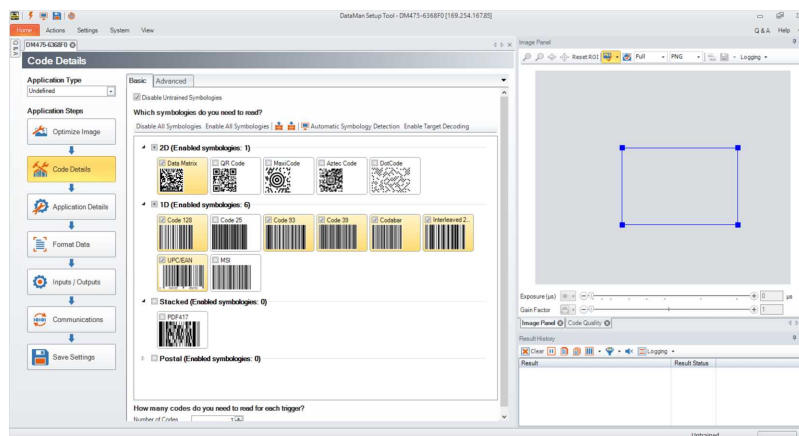 DataMan Setup Tool - DM475-6368F0 [169.254.167.85]
Home Actions Settings System View Q & A Help
Q & A
DM475-6368F0
Code Details
Application Type
Undefined
Application Steps
Optimize Image
Code Details
Application Details
Format Data
Inputs / Outputs
Communications
Save Settings
Basic Advanced
Disable Untrained Symbologies
Which symbologies do you need to read?
Disable All Symbologies Enable All Symbologies Automatic Symbology Detection Enable Target Decoding
2D (Enabled symbologies: 1)
Data Matrix QR Code MaxiCode Aztec Code DotCode
1D (Enabled symbologies: 6)
Code 128 Code 25 Code 93 Code 39 Codabar Interleaved 2...
UPC/EAN MSI
Stacked (Enabled symbologies: 0)
PDF417
Postal (Enabled symbologies: 0)
How many codes do you need to read for each trigger?
Number of Codes 1
Image Panel
Reset ROI Full PNG Logging
Exposure (µs) 0 µs
Gain Factor 1
Image Panel Code Quality
Result History
Clear Logging
Result Result Status
Untrained